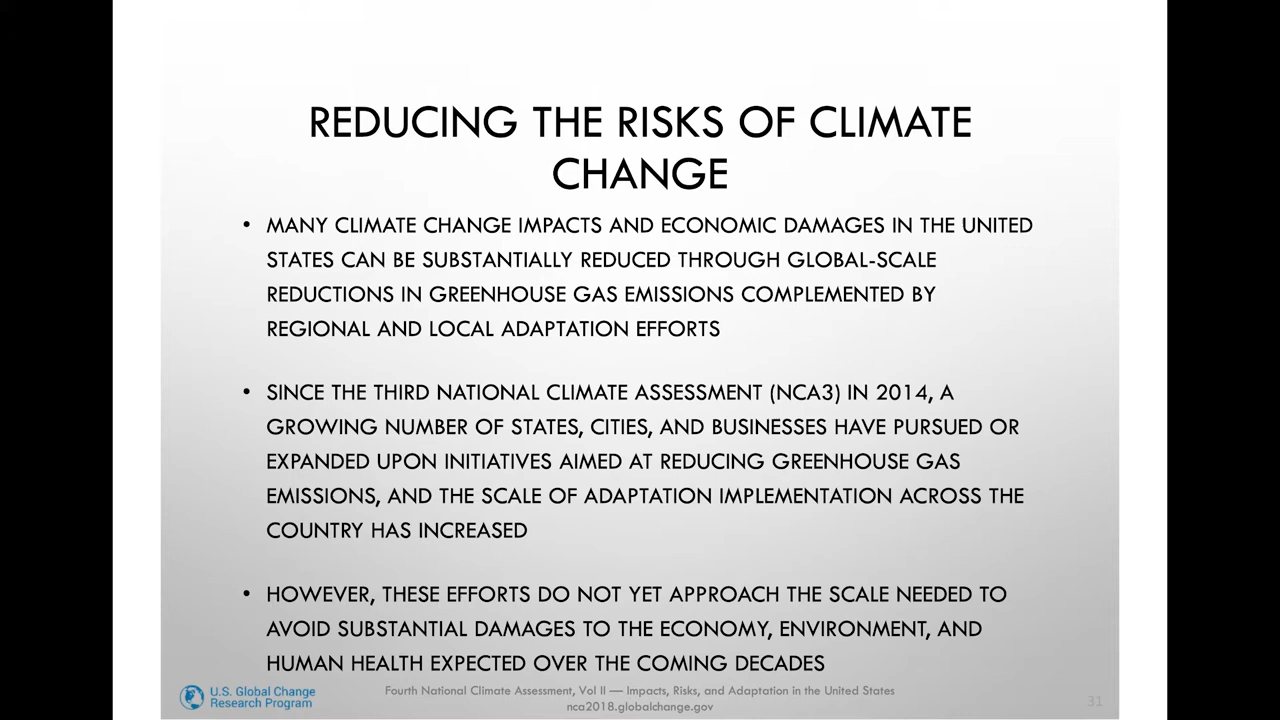 REDUCING THE RISKS OF CLIMATE
CHANGE
• MANY CLIMATE CHANGE IMPACTS AND ECONOMIC DAMAGES IN THE UNITED
STATES CAN BE SUBSTANTIALLY REDUCED THROUGH GLOBAL-SCALE
REDUCTIONS IN GREENHOUSE GAS EMISSIONS COMPLEMENTED BY
REGIONAL AND LOCAL ADAPTATION EFFORTS
• SINCE THE THIRD NATIONAL CLIMATE ASSESSMENT (NCA3) IN 2014, A
GROWING NUMBER OF STATES, CITIES, AND BUSINESSES HAVE PURSUED OR
EXPANDED UPON INITIATIVES AIMED AT REDUCING GREENHOUSE GAS
EMISSIONS, AND THE SCALE OF ADAPTATION IMPLEMENTATION ACROSS THE
COUNTRY HAS INCREASED
• HOWEVER, THESE EFFORTS DO NOT YET APPROACH THE SCALE NEEDED TO
AVOID SUBSTANTIAL DAMAGES TO THE ECONOMY, ENVIRONMENT, AND
HUMAN HEALTH EXPECTED OVER THE COMING DECADES
U.S. Global Change
Research Program
Fourth National Climate Assessment, Vol II — Impacts, Risks, and Adaptation in the United States
nca2018.globalchange.gov
31